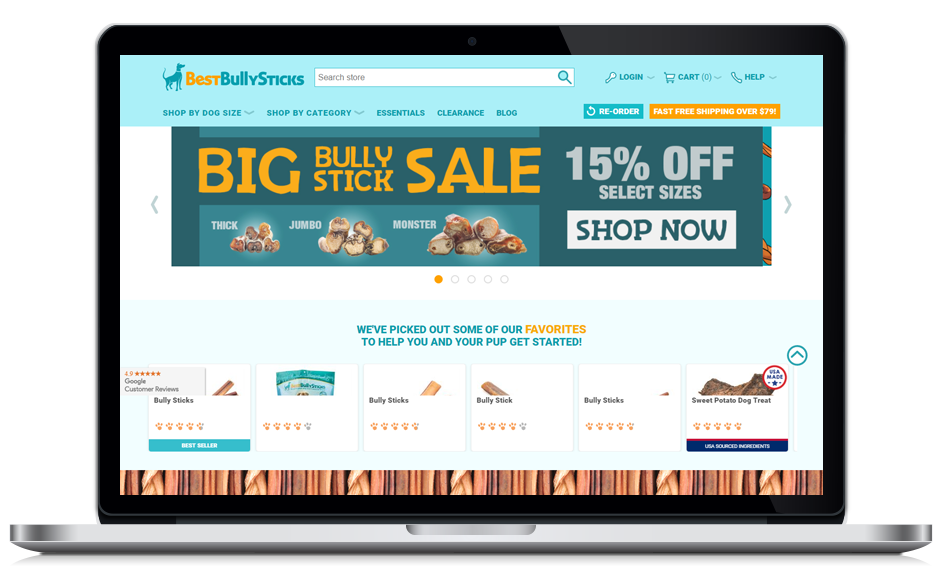 BestBullySticks
Search store
LOGIN
CART (0)
HELP
SHOP BY DOG SIZE
SHOP BY CATEGORY
ESSENTIALS
CLEARANCE
BLOG
RE-ORDER
FAST FREE SHIPPING OVER $79!
BIG BULLY STICK SALE
15% OFF
SELECT SIZES
THICK
JUMBO
MONSTER
SHOP NOW
WE'VE PICKED OUT SOME OF OUR FAVORITES
TO HELP YOU AND YOUR PUP GET STARTED!
4.9
Google
Customer Reviews
BestBullySticks
USA
MADE
Bully Sticks
Bully Sticks
Bully Stick
Bully Sticks
Sweet Potato Dog Treat
BEST SELLER
USA SOURCED INGREDIENTS